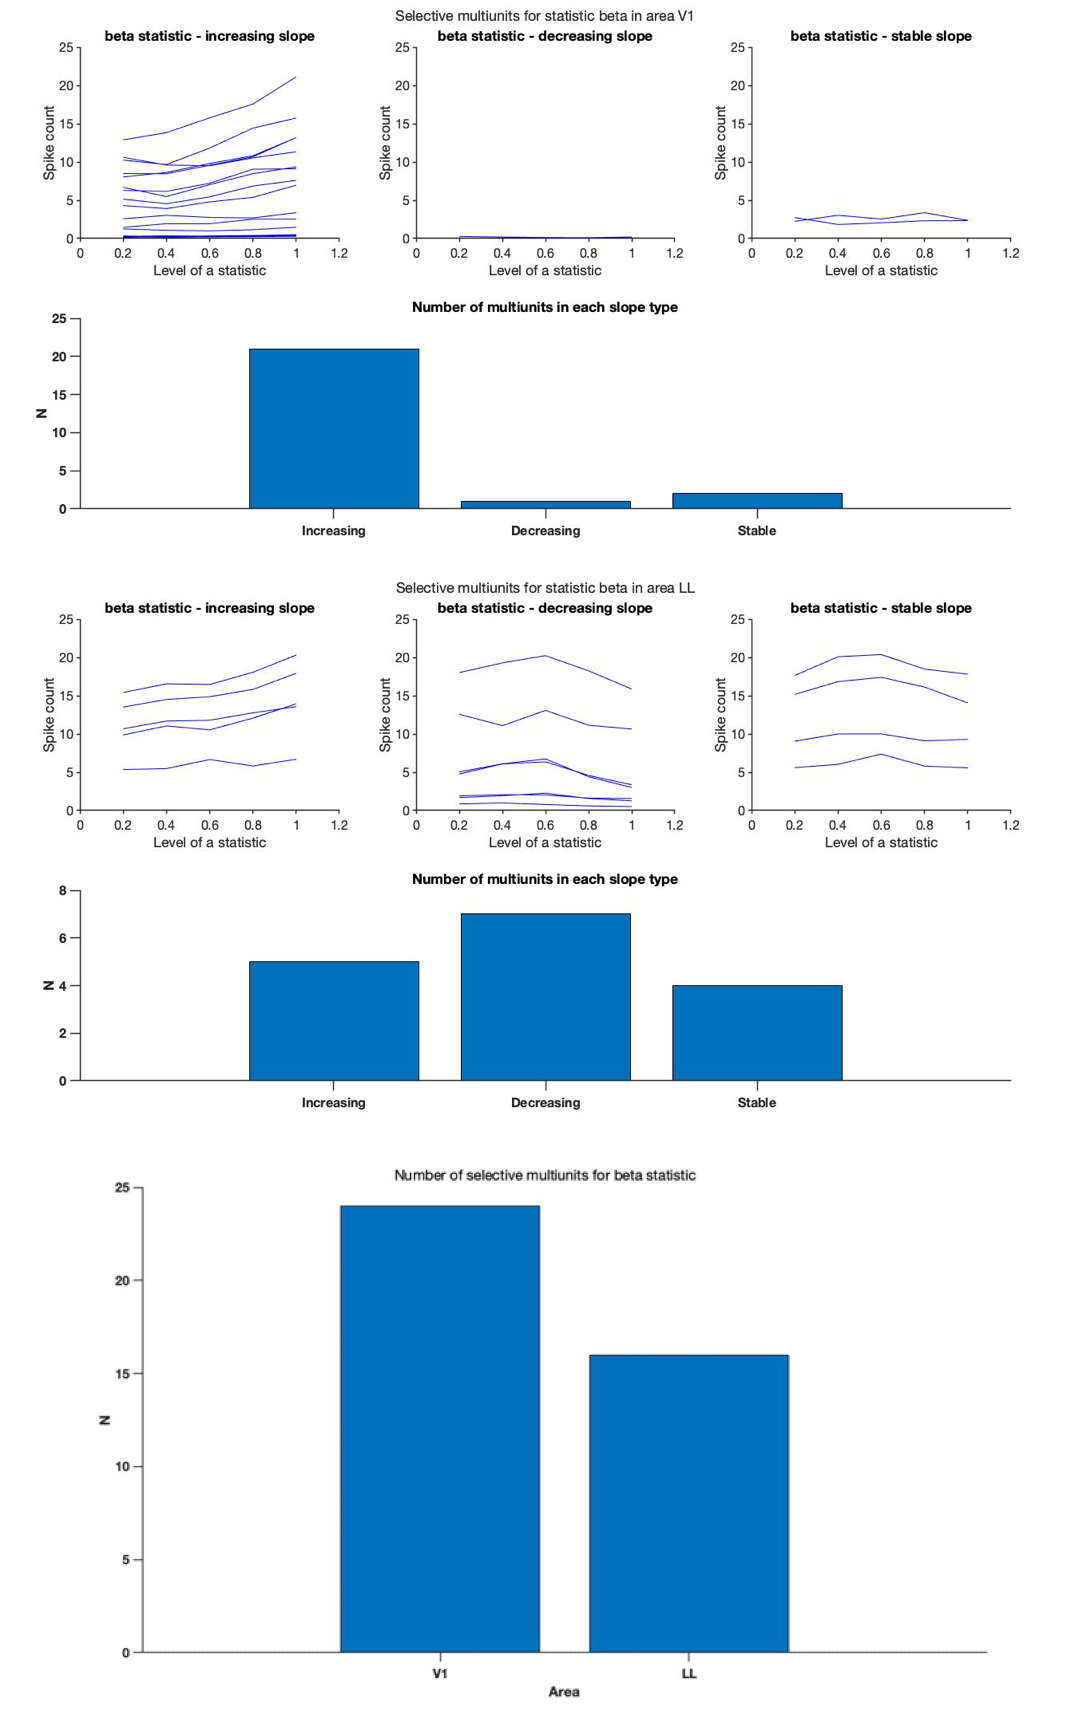 Selective multiunits for statistic beta in area V1
beta statistic - increasing slope
beta statistic - decreasing slope
beta statistic - stable slope
25
20
15
10
5
0
Spike count
0 0.2 0.4 0.6 0.8 1 1.2
Level of a statistic
25
20
15
10
5
0
Spike count
0 0.2 0.4 0.6 0.8 1 1.2
Level of a statistic
25
20
15
10
5
0
Spike count
0 0.2 0.4 0.6 0.8 1 1.2
Level of a statistic
Number of multiunits in each slope type
25
20
15
10
5
0
N
Increasing Decreasing Stable
Selective multiunits for statistic beta in area LL
beta statistic - increasing slope
beta statistic - decreasing slope
beta statistic - stable slope
25
20
15
10
5
0
Spike count
0 0.2 0.4 0.6 0.8 1 1.2
Level of a statistic
25
20
15
10
5
0
Spike count
0 0.2 0.4 0.6 0.8 1 1.2
Level of a statistic
25
20
15
10
5
0
Spike count
0 0.2 0.4 0.6 0.8 1 1.2
Level of a statistic
Number of multiunits in each slope type
8
6
4
2
0
N
Increasing Decreasing Stable
Number of selective multiunits for beta statistic
25
20
15
10
5
0
N
V1 LL
Area